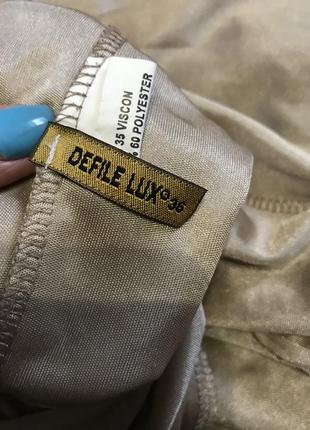 35 VISCON
% 60 POLYESTER
DEFILE LUX 36